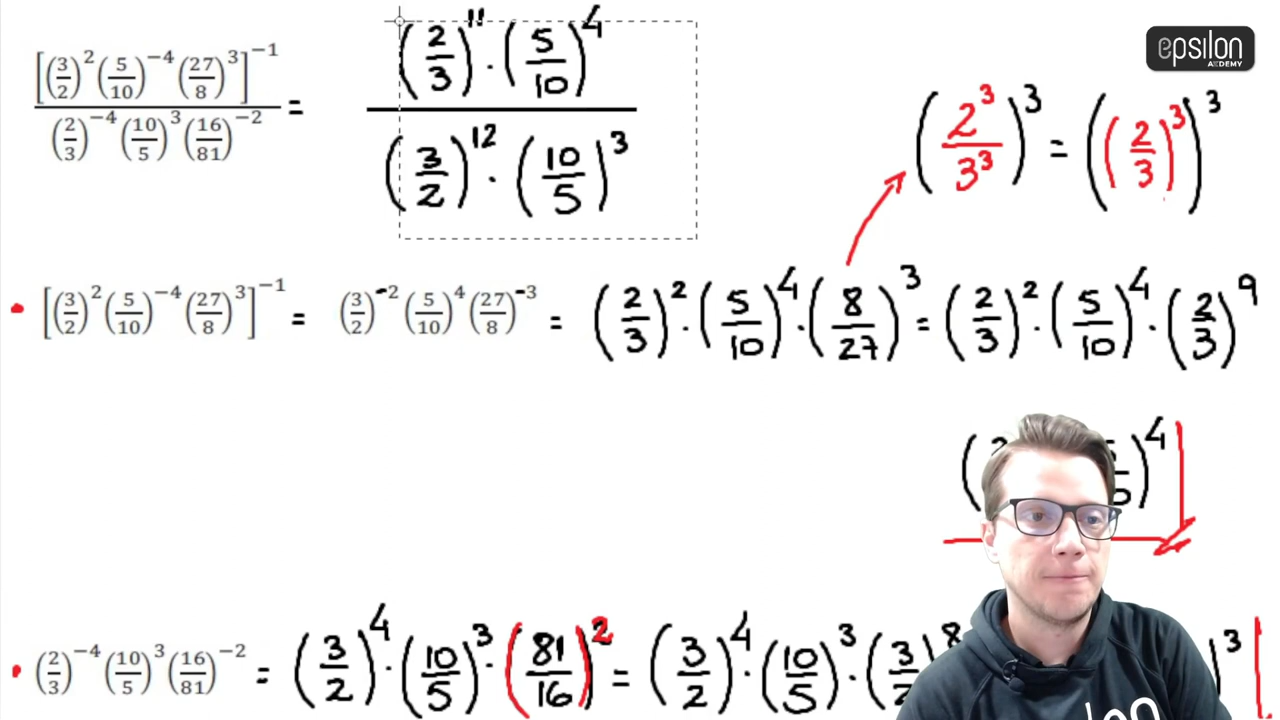 epsilon
AXDEMY
[(3/2)^2 (5/10)^-4 (27/8)^3]^-1 / (2/3)^-4 (10/5)^3 (16/81)^-2 = (2/3)^11 · (5/10)^4 / (3/2)^12 · (10/5)^3
(2^3/3^3)^3 = ((2/3)^3)^3
[(3/2)^2 (5/10)^-4 (27/8)^3]^-1 = (3/2)^-2 (5/10)^4 (27/8)^-3 = (2/3)^2 · (5/10)^4 · (8/27)^3 = (2/3)^2 · (5/10)^4 · (2/3)^9
)^4
(2/3)^-4 (10/5)^3 (16/81)^-2 = (3/2)^4 · (10/5)^3 · (81/16)^2 = (3/2)^4 · (10/5)^3 · (3/2)^8 )^3